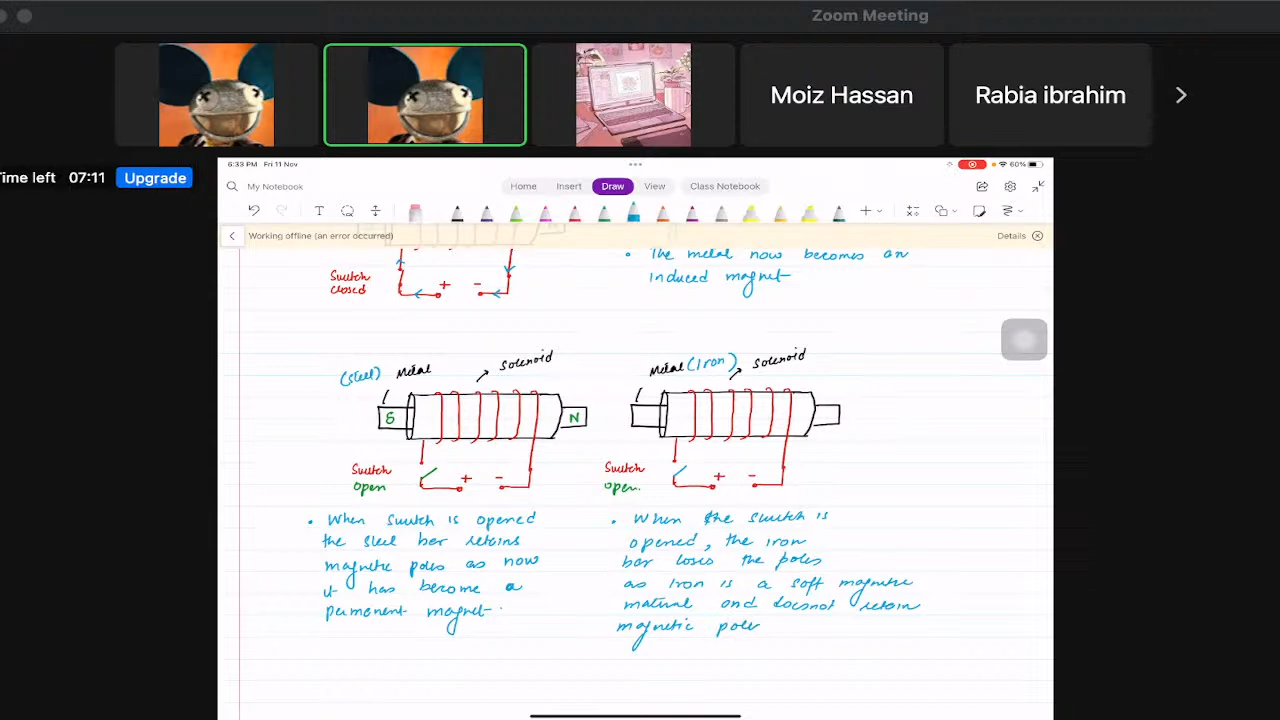 Zoom Meeting
Moiz Hassan
Rabia ibrahim
Time left 07:11 Upgrade
6:33 PM Fri 11 Nov
60%
My Notebook
Home Insert Draw View Class Notebook
Working offline (an error occurred)
Details
Switch
closed
+ -
• The metal now becomes an
induced magnet
(steel) Metal
Solenoid
S N
Switch
open
+ -
Metal (iron)
Solenoid
Switch
open.
+ -
• When switch is opened
the steel bar retains
magnetic poles as now
it has become a
permanent magnet.
• When the switch is
opened, the iron
bar loses the poles
as iron is a soft magnetic
material and doesnot retain
magnetic poles